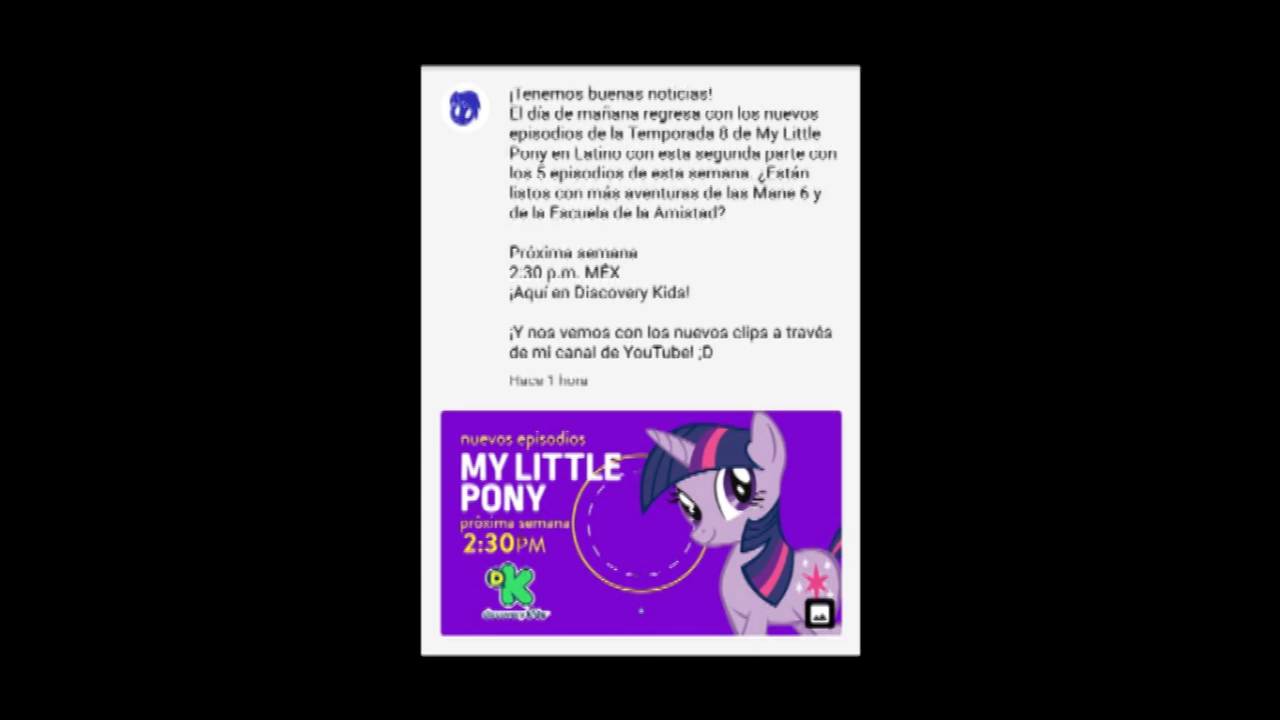 ¡Tenemos buenas noticias!
El día de mañana regresa con los nuevos
episodios de la Temporada 8 de My Little
Pony en Latino con esta segunda parte con
los 5 episodios de esta semana. ¿Están
listos con más aventuras de las Mane 6 y
de la Escuela de la Amistad?
Próxima semana
2:30 p.m. MÉX
¡Aquí en Discovery Kids!
¡Y nos vemos con los nuevos clips a través
de mi canal de YouTube! ;D
Hace 1 hora
nuevos episodios
MY LITTLE
PONY
próxima semana
2:30PM
DK
discovery kids